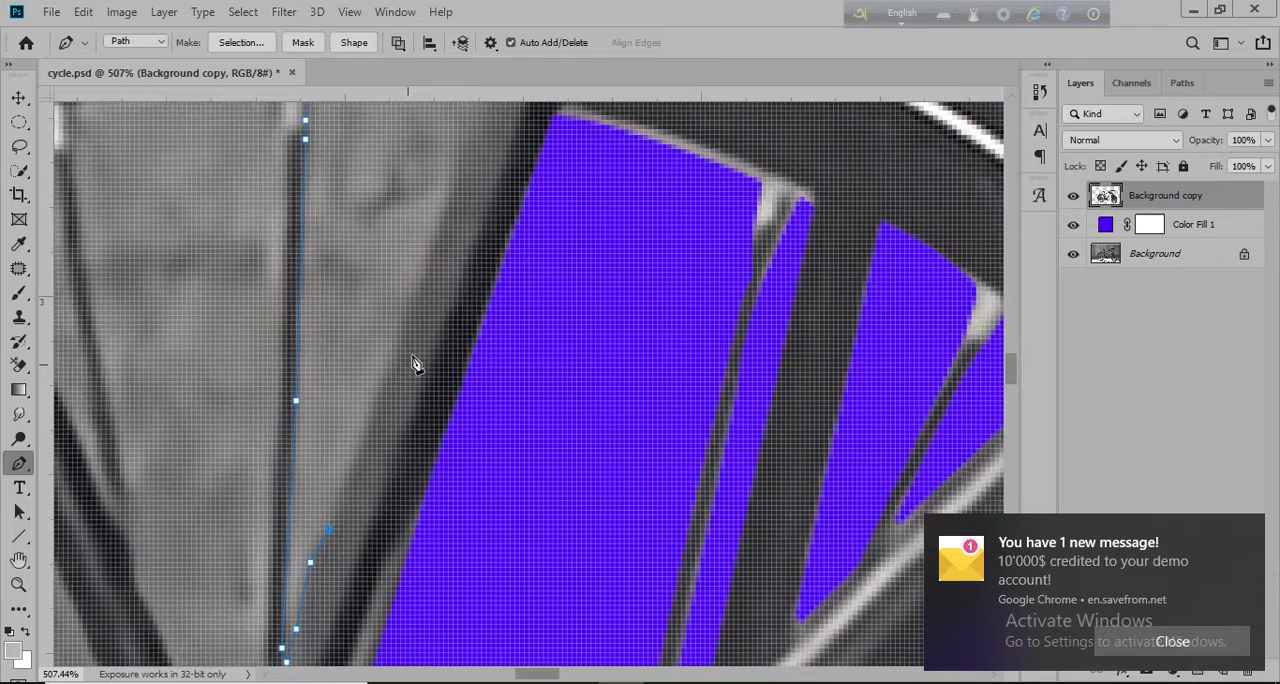 Ps File Edit Image Layer Type Select Filter 3D View Window Help
English
Path Make: Selection... Mask Shape Auto Add/Delete Align Edges
cycle.psd @ 507% (Background copy, RGB/8#) *
Layers Channels Paths
Kind
Normal Opacity: 100%
Lock: Fill: 100%
Background copy
Color Fill 1
Background
3
You have 1 new message!
1
10'000$ credited to your demo
account!
Google Chrome • en.savefrom.net
Activate Windows
Go to Settings to activate Windows.
Close
507.44% Exposure works in 32-bit only